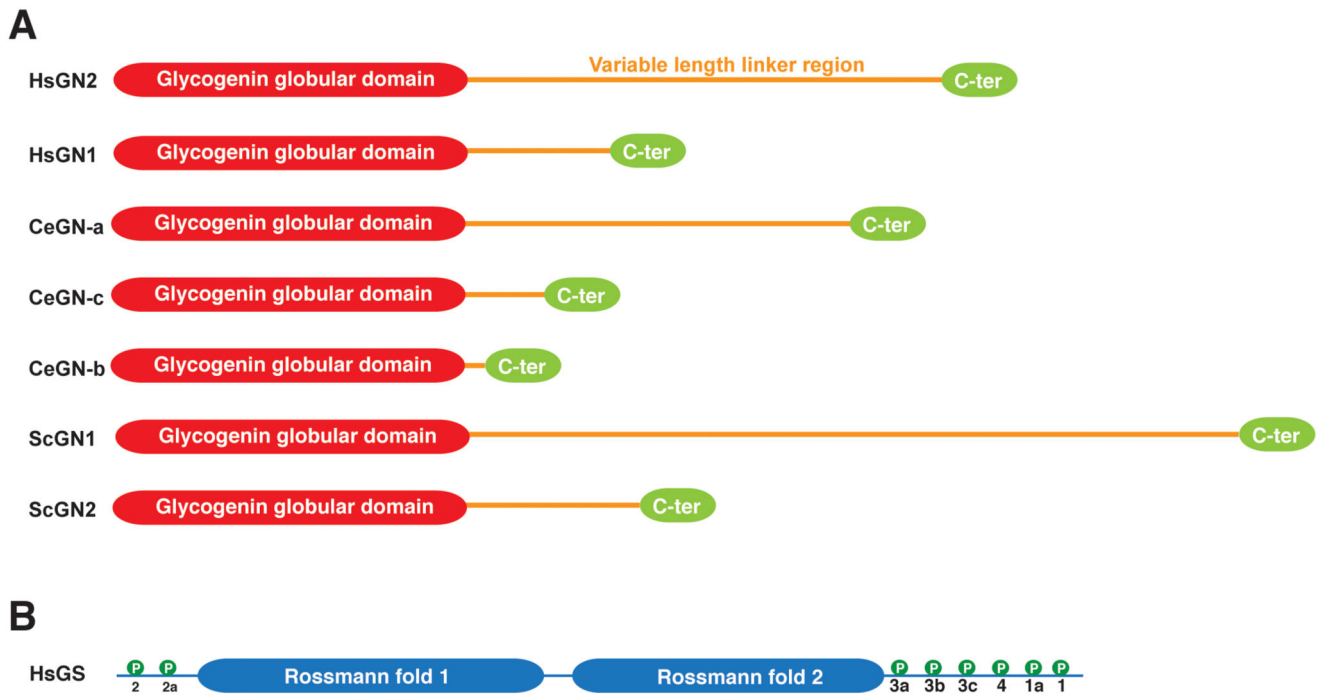 A
HsGN2 Glycogenin globular domain Variable length linker region C-ter
HsGN1 Glycogenin globular domain C-ter
CeGN-a Glycogenin globular domain C-ter
CeGN-c Glycogenin globular domain C-ter
CeGN-b Glycogenin globular domain C-ter
ScGN1 Glycogenin globular domain C-ter
ScGN2 Glycogenin globular domain C-ter
B
HsGS P P Rossmann fold 1 Rossmann fold 2 P P P P P P
2 2a 3a 3b 3c 4 1a 1